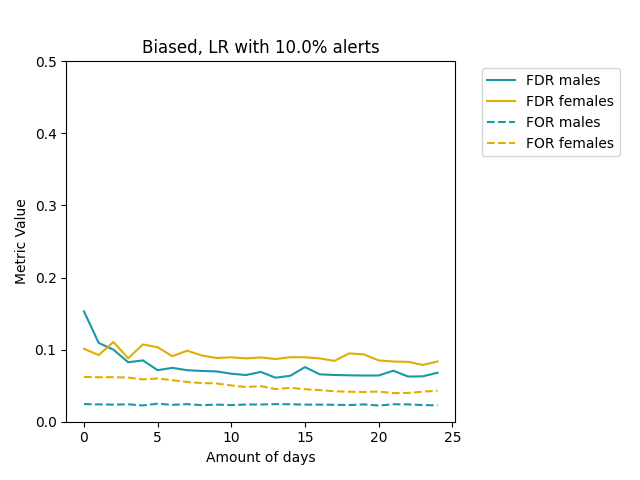 Biased, LR with 10.0% alerts
0.5
0.4
0.3
0.2
0.1
0.0
Metric Value
0
5
10
15
20
25
Amount of days
FDR males
FDR females
FOR males
FOR females